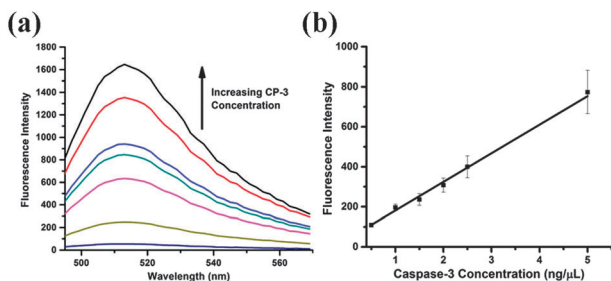 (a)
1800
1600
1400
1200
1000
800
600
400
200
0
Fluorescence Intensity
Increasing CP-3
Concentration
500 520 540 560
Wavelength (nm)
(b)
1000
800
600
400
200
0
Fluorescence Intensity
1 2 3 4 5
Caspase-3 Concentration (ng/μL)